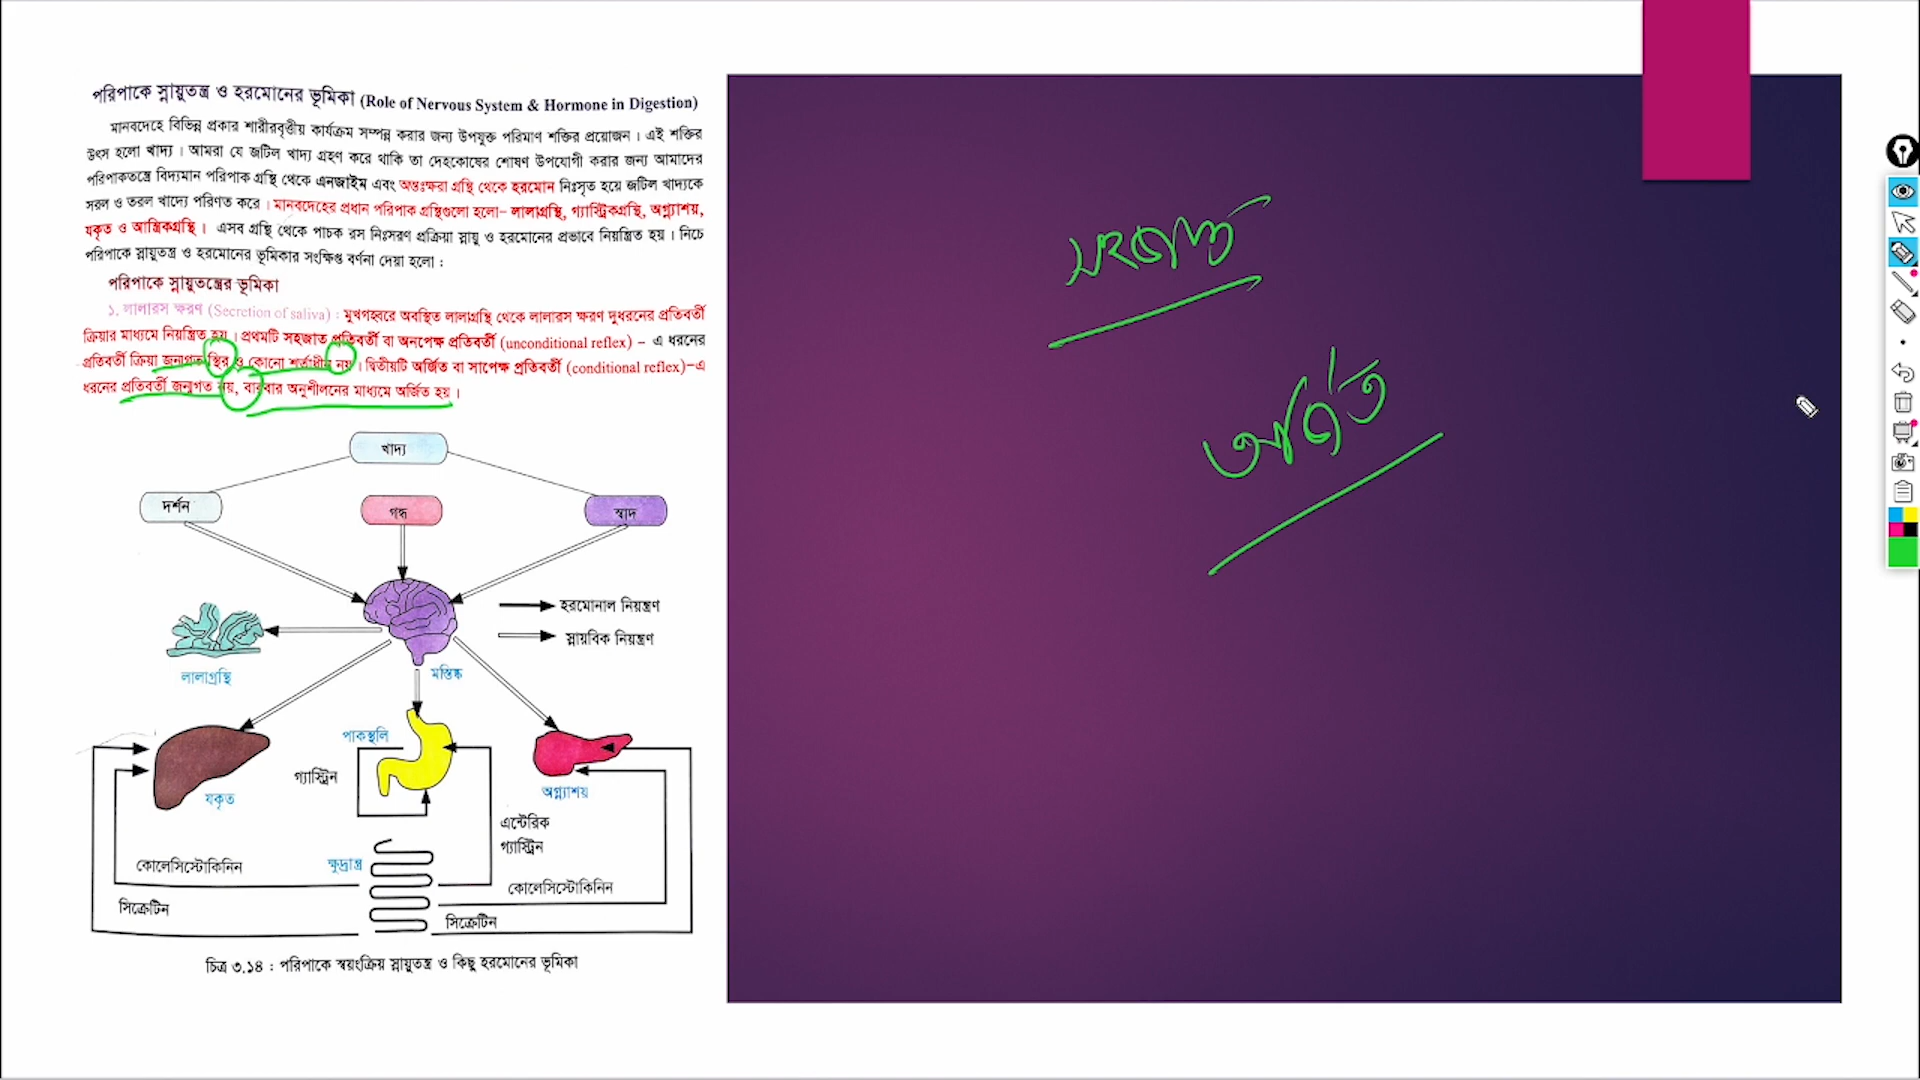 পরিপাকে স্নায়ুতন্ত্র ও হরমোনের ভূমিকা (Role of Nervous System & Hormone in Digestion)
মানবদেহে বিভিন্ন প্রকার শারীরবৃত্তীয় কার্যক্রম সম্পন্ন করার জন্য উপযুক্ত পরিমাণ শক্তির প্রয়োজন। এই শক্তির
উৎস হলো খাদ্য। আমরা যে জটিল খাদ্য গ্রহণ করে থাকি তা দেহকোষের শোষণ উপযোগী করার জন্য আমাদের
পরিপাকতন্ত্রে বিদ্যমান পরিপাক গ্রন্থি থেকে এনজাইম এবং অন্তঃক্ষরা গ্রন্থি থেকে হরমোন নিঃসৃত হয়ে জটিল খাদ্যকে
সরল ও তরল খাদ্যে পরিণত করে। মানবদেহের প্রধান পরিপাক গ্রন্থিগুলো হলো– লালাগ্রন্থি, গ্যাস্ট্রিকগ্রন্থি, অগ্ন্যাশয়,
যকৃত ও আন্ত্রিকগ্রন্থি। এসব গ্রন্থি থেকে পাচক রস নিঃসরণ প্রক্রিয়া স্নায়ু ও হরমোনের প্রভাবে নিয়ন্ত্রিত হয়। নিচে
পরিপাকে স্নায়ুতন্ত্র ও হরমোনের ভূমিকার সংক্ষিপ্ত বর্ণনা দেয়া হলো :
পরিপাকে স্নায়ুতন্ত্রের ভূমিকা
১. লালারস ক্ষরণ (Secretion of saliva) : মুখগহ্বরে অবস্থিত লালাগ্রন্থি থেকে লালারস ক্ষরণ দুধরনের প্রতিবর্তী
ক্রিয়ার মাধ্যমে নিয়ন্ত্রিত হয়। প্রথমটি সহজাত প্রতিবর্তী বা অনপেক্ষ প্রতিবর্তী (unconditional reflex) – এ ধরনের
প্রতিবর্তী ক্রিয়া জন্মগত স্থির ও কোনো শর্তাধীন নয়। দ্বিতীয়টি অর্জিত বা সাপেক্ষ প্রতিবর্তী (conditional reflex)–এ
ধরনের প্রতিবর্তী জন্মগত নয়, বারবার অনুশীলনের মাধ্যমে অর্জিত হয়।
খাদ্য
দর্শন
গন্ধ
স্বাদ
হরমোনাল নিয়ন্ত্রণ
স্নায়বিক নিয়ন্ত্রণ
লালাগ্রন্থি
মস্তিষ্ক
পাকস্থলি
গ্যাস্ট্রিন
যকৃত
অগ্ন্যাশয়
এন্টেরিক
গ্যাস্ট্রিন
কোলেসিস্টোকিনিন
ক্ষুদ্রান্ত্র
কোলেসিস্টোকিনিন
সিক্রেটিন
সিক্রেটিন
চিত্র ৩.১৪ : পরিপাকে স্বয়ংক্রিয় স্নায়ুতন্ত্র ও কিছু হরমোনের ভূমিকা
সহজাত
অর্জিত